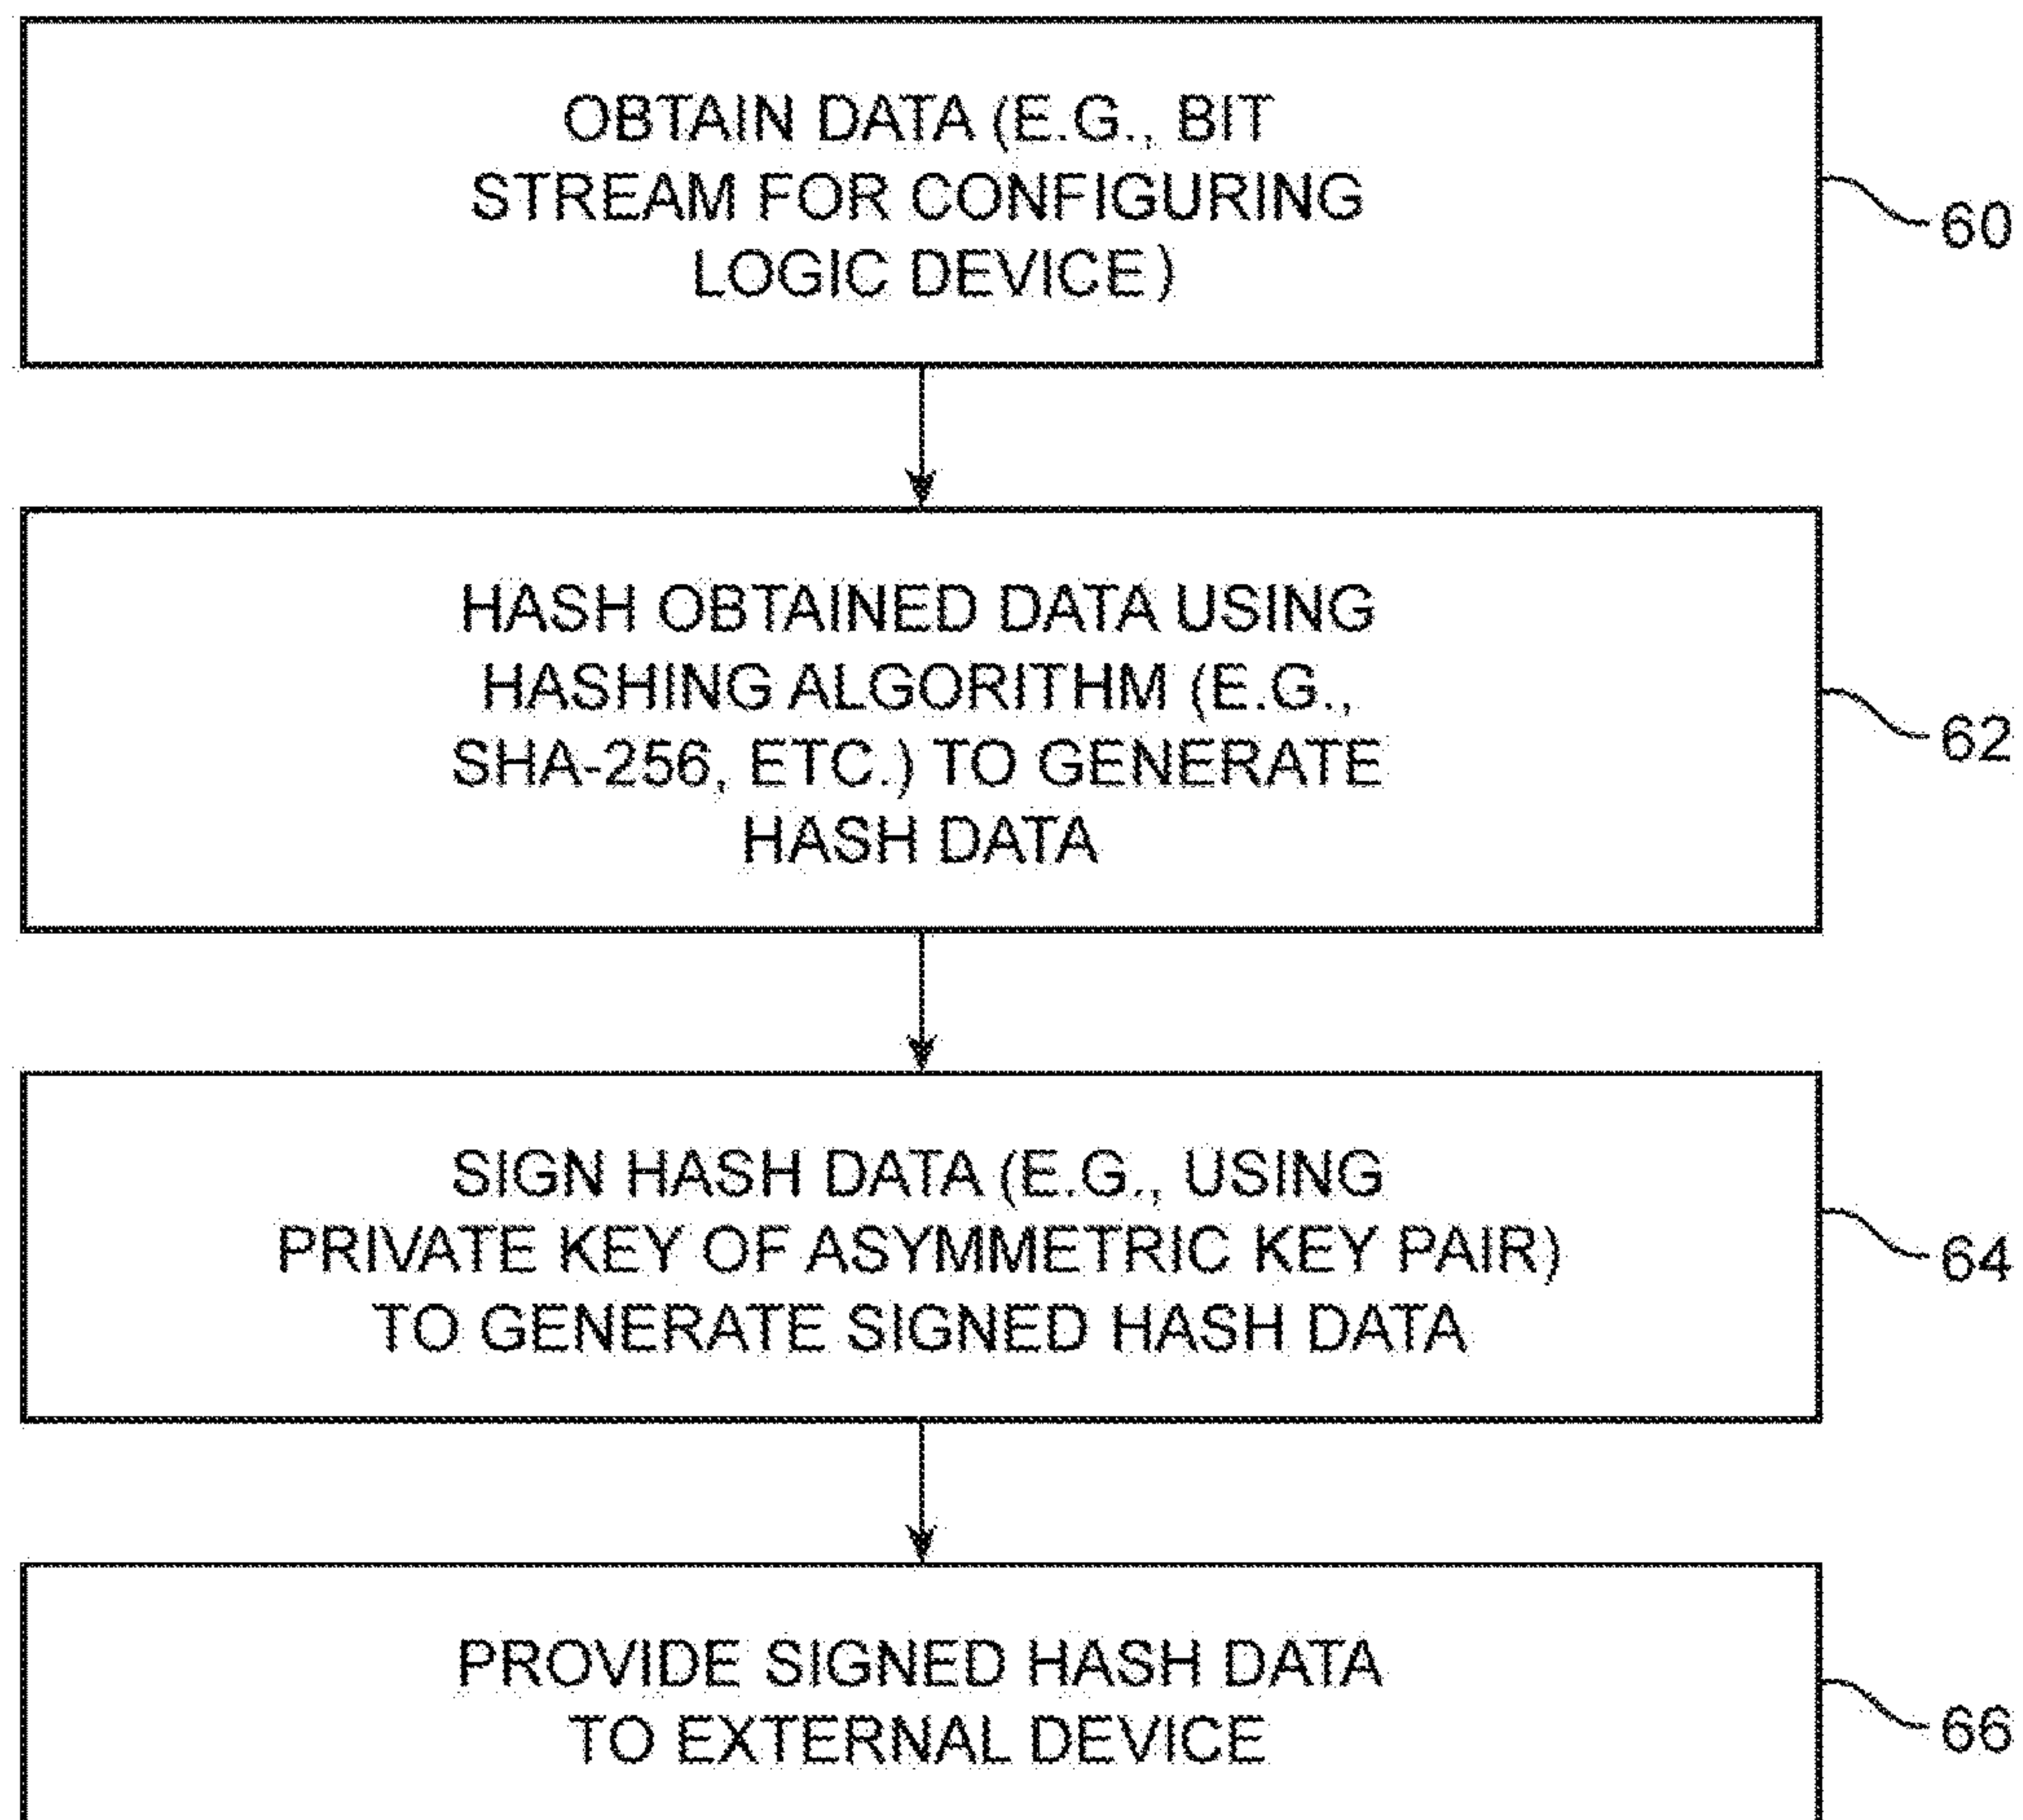 OBTAIN DATA (E.G., BIT
STREAM FOR CONFIGURING
LOGIC DEVICE)
60
HASH OBTAINED DATA USING
HASHING ALGORITHM (E.G.,
SHA-256, ETC.) TO GENERATE
HASH DATA
62
SIGN HASH DATA (E.G., USING
PRIVATE KEY OF ASYMMETRIC KEY PAIR)
TO GENERATE SIGNED HASH DATA
64
PROVIDE SIGNED HASH DATA
TO EXTERNAL DEVICE
66